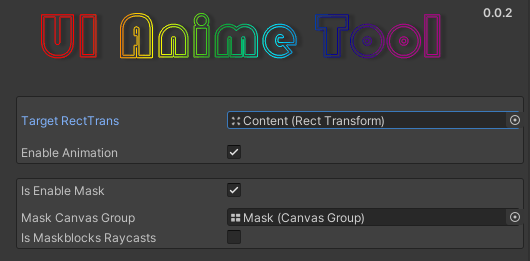 0.0.2
UI Anime Tool
Target RectTrans Content (Rect Transform)
Enable Animation
Is Enable Mask
Mask Canvas Group Mask (Canvas Group)
Is Maskblocks Raycasts